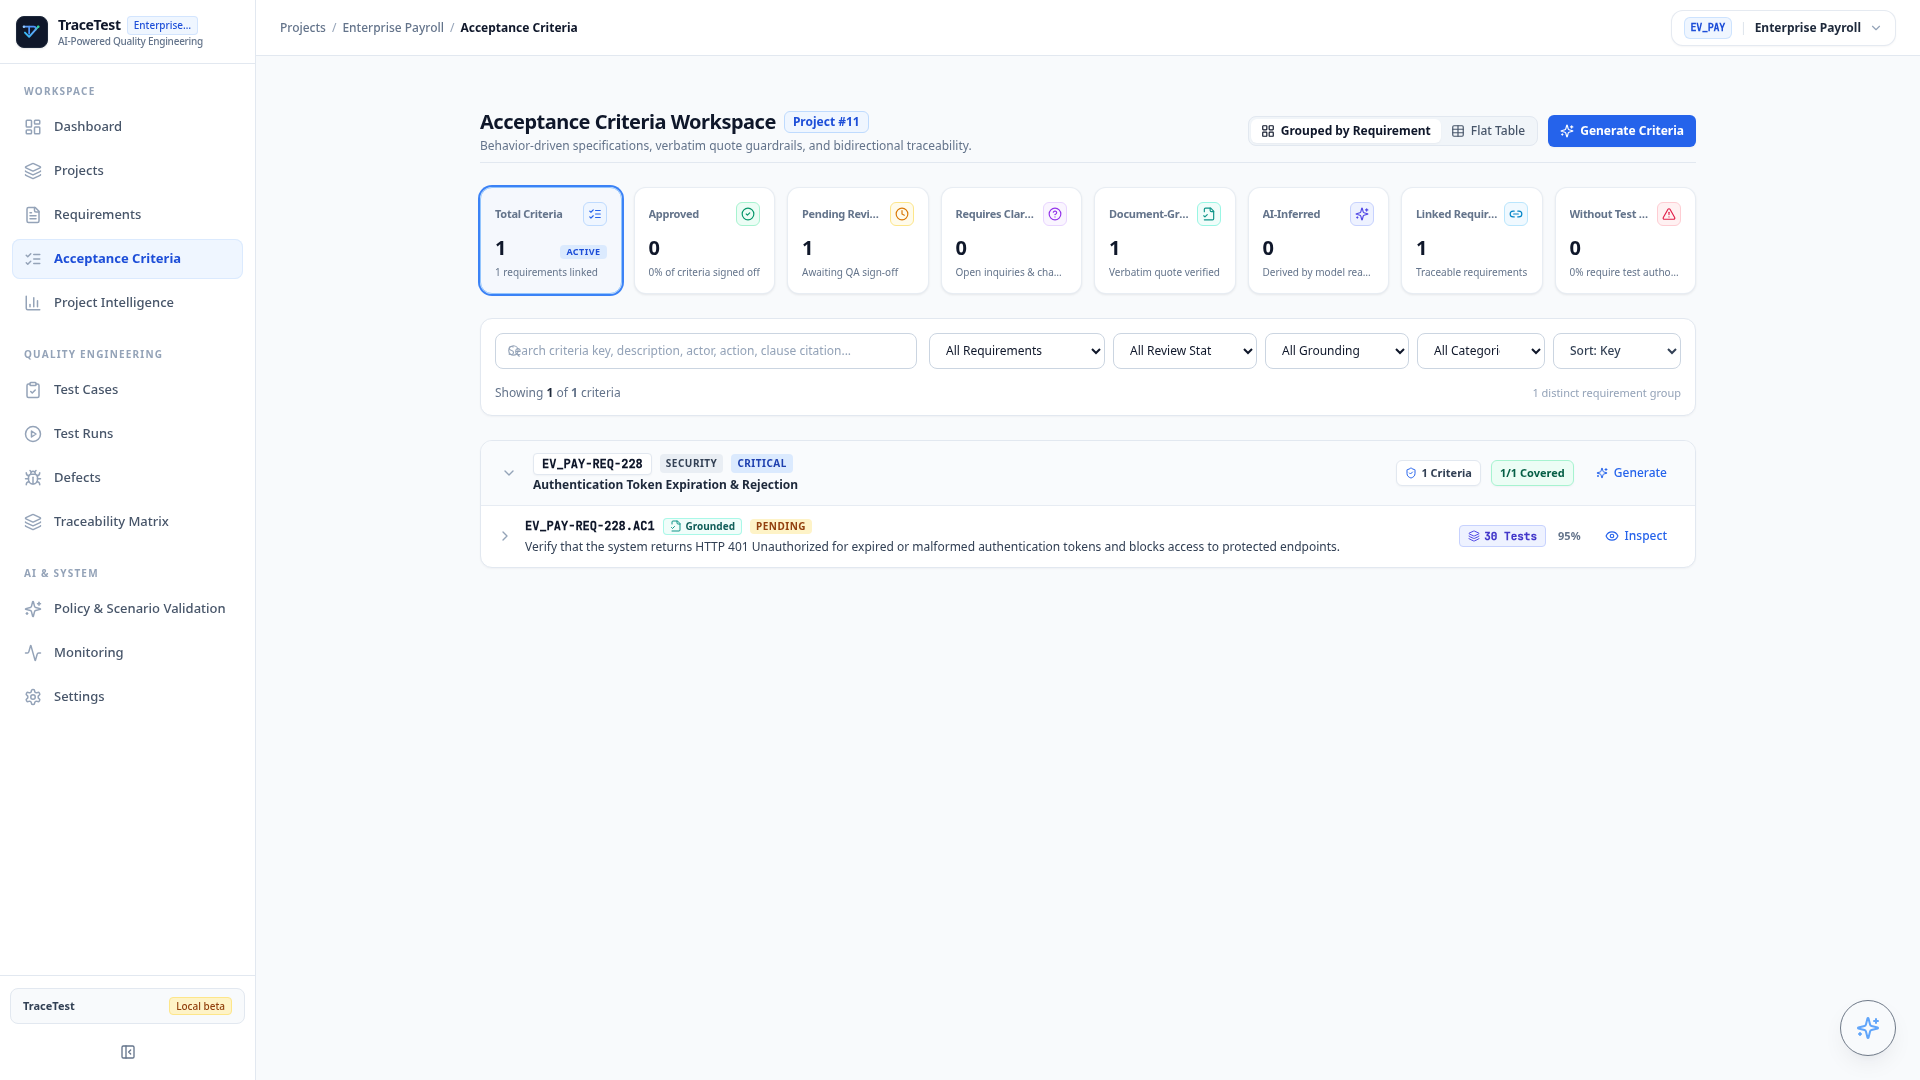 TraceTest Enterprise...
AI-Powered Quality Engineering
WORKSPACE
Dashboard
Projects
Requirements
Acceptance Criteria
Project Intelligence
QUALITY ENGINEERING
Test Cases
Test Runs
Defects
Traceability Matrix
AI & SYSTEM
Policy & Scenario Validation
Monitoring
Settings
TraceTest Local beta
Projects / Enterprise Payroll / Acceptance Criteria
EV_PAY Enterprise Payroll
Acceptance Criteria Workspace Project #11
Behavior-driven specifications, verbatim quote guardrails, and bidirectional traceability.
Grouped by Requirement Flat Table Generate Criteria
Total Criteria
1 ACTIVE
1 requirements linked
Approved
0
0% of criteria signed off
Pending Revi...
1
Awaiting QA sign-off
Requires Clar...
0
Open inquiries & cha...
Document-Gr...
1
Verbatim quote verified
AI-Inferred
0
Derived by model rea...
Linked Requir...
1
Traceable requirements
Without Test ...
0
0% require test autho...
Search criteria key, description, actor, action, clause citation...
All Requirements All Review Stat All Grounding All Categori Sort: Key
Showing 1 of 1 criteria
1 distinct requirement group
EV_PAY-REQ-228 SECURITY CRITICAL
Authentication Token Expiration & Rejection
1 Criteria 1/1 Covered Generate
EV_PAY-REQ-228.AC1 Grounded PENDING
Verify that the system returns HTTP 401 Unauthorized for expired or malformed authentication tokens and blocks access to protected endpoints.
30 Tests 95% Inspect